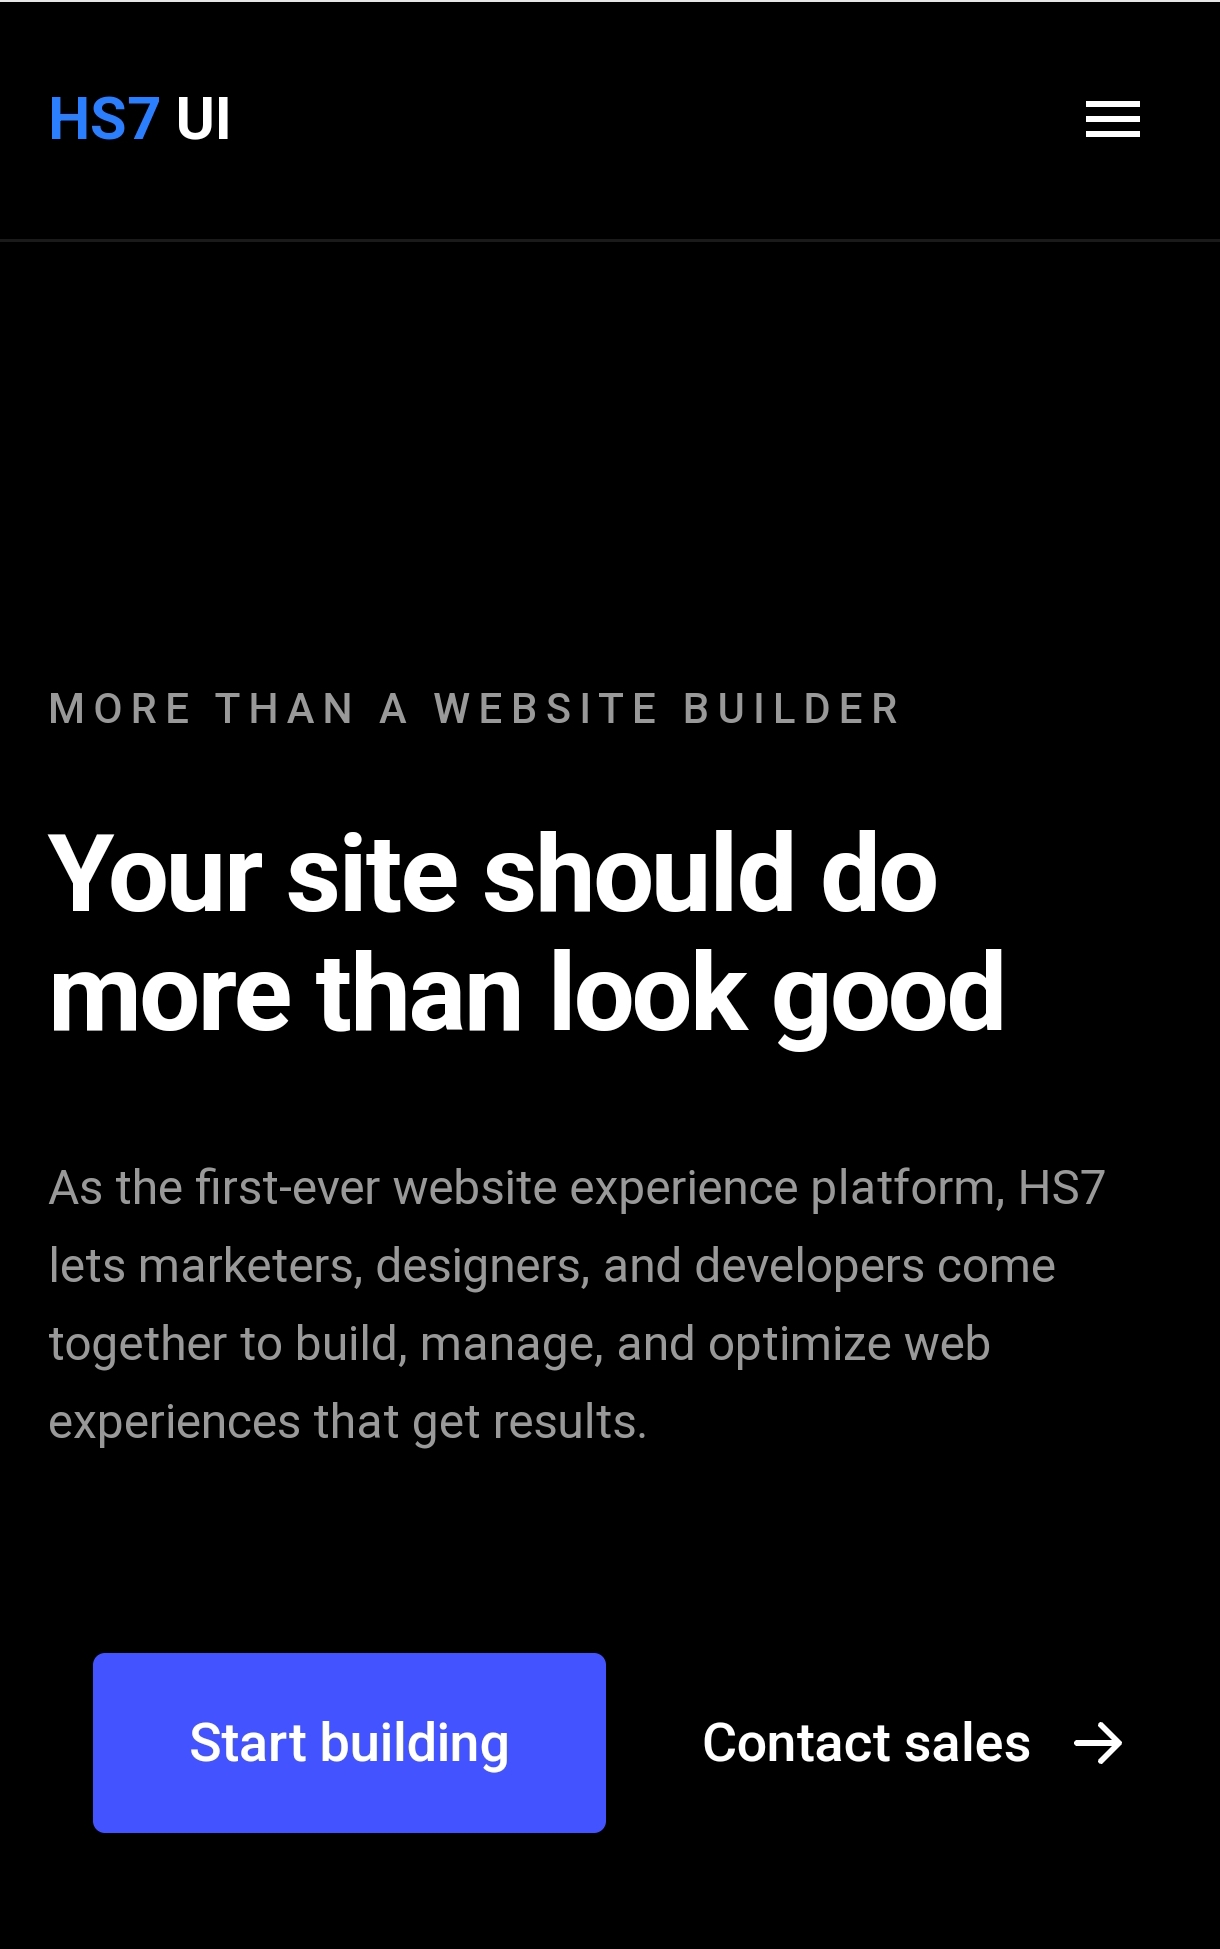 HS7 UI
MORE THAN A WEBSITE BUILDER
Your site should do
more than look good
As the first-ever website experience platform, HS7
lets marketers, designers, and developers come
together to build, manage, and optimize web
experiences that get results.
Start building
Contact sales →